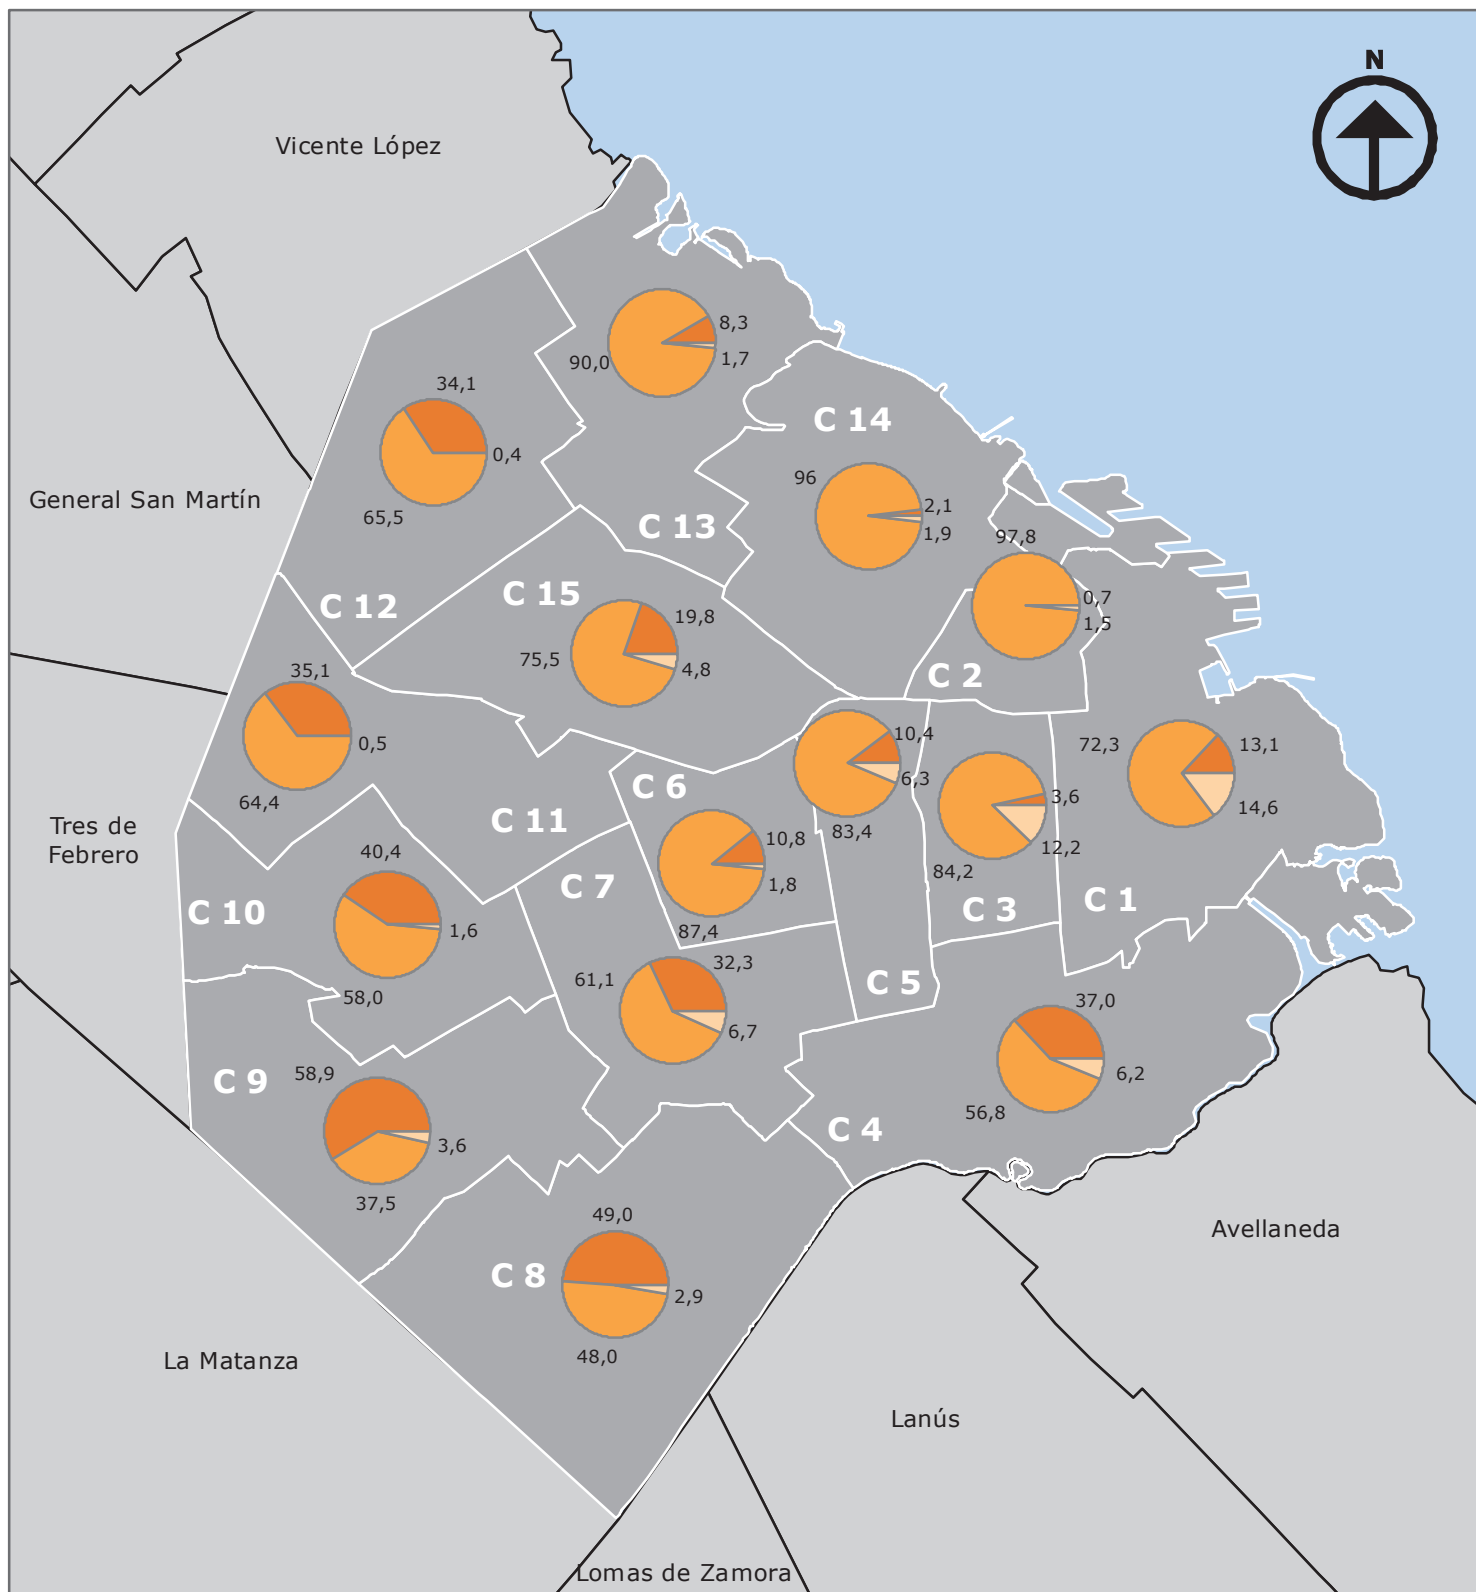 N
Vicente López
8,3
90,0
1,7
34,1
0,4
65,5
C 14
96
2,1
1,9
General San Martín
C 13
97,8
0,7
1,5
C 12
C 15
19,8
75,5
4,8
C 2
35,1
0,5
64,4
10,4
6,3
83,4
72,3
13,1
14,6
C 6
3,6
12,2
84,2
Tres de
Febrero
C 11
10,8
1,8
87,4
40,4
1,6
58,0
C 10
C 7
C 3
C 1
61,1
32,3
6,7
C 5
37,0
6,2
56,8
C 9
58,9
3,6
37,5
C 4
49,0
2,9
48,0
C 8
Avellaneda
La Matanza
Lanús
Lomas de Zamora